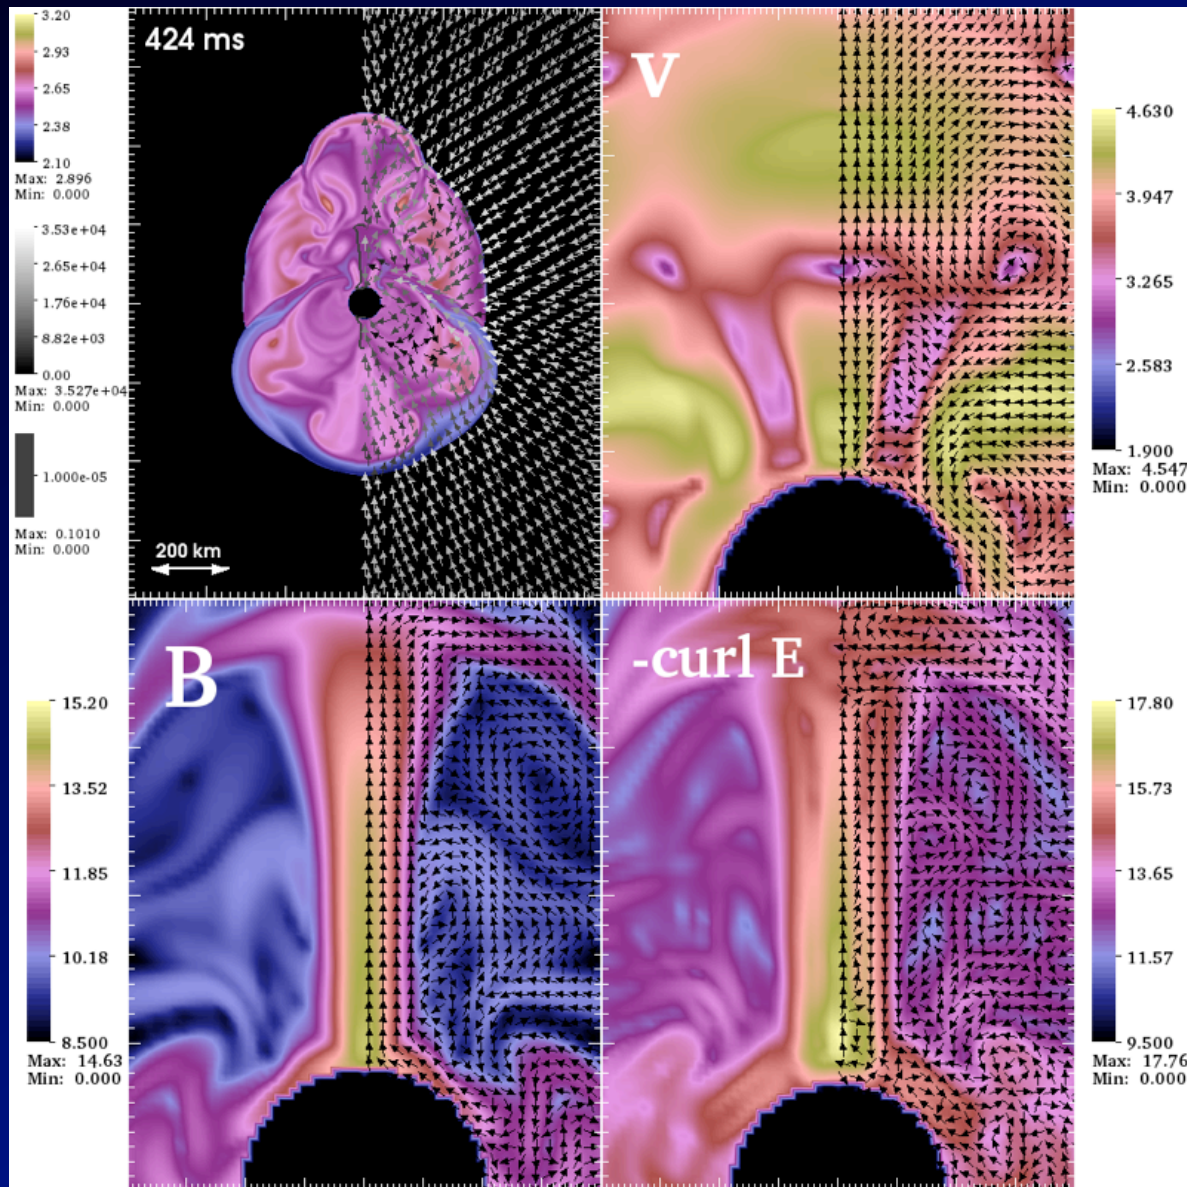 3.20
2.93
2.65
2.38
2.10
Max: 2.896
Min: 0.000
3.53e+04
2.65e+04
1.76e+04
8.82e+03
0.00
Max: 3.527e+04
Min: 0.000
1.000e-05
Max: 0.1010
Min: 0.000
424 ms
200 km
V
4.630
3.947
3.265
2.583
1.900
Max: 4.547
Min: 0.000
B
15.20
13.52
11.85
10.18
8.500
Max: 14.63
Min: 0.000
-curl E
17.80
15.73
13.65
11.57
9.500
Max: 17.76
Min: 0.000